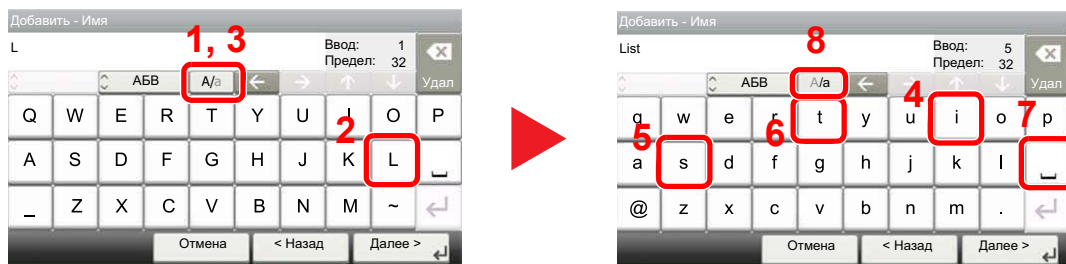 Добавить - Имя
L
1, 3
Ввод: 1
Предел: 32
АБВ
A/a
Удал
Q W E R T Y U I O P
2
A S D F G H J K L
_ Z X C V B N M ~
Отмена
< Назад
Далее >
Добавить - Имя
List
8
Ввод: 5
Предел: 32
АБВ
A/a
Удал
4
7
q w e r t y u i o p
5
6
a s d f g h j k l
@ z x c v b n m .
Отмена
< Назад
Далее >